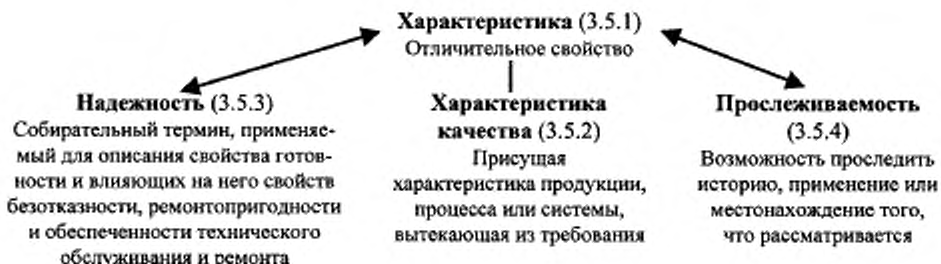 Характеристика (3.5.1)
Отличительное свойство
Надежность (3.5.3)
Собирательный термин, применяе-
мый для описания свойства готов-
ности и влияющих на него свойств
безотказности, ремонтопригодности
и обеспеченности технического
обслуживания и ремонта
Характеристика
качества (3.5.2)
Присущая
характеристика продукции,
процесса или системы,
вытекающая из требования
Прослеживаемость
(3.5.4)
Возможность проследить
историю, применение или
местонахождение того,
что рассматривается